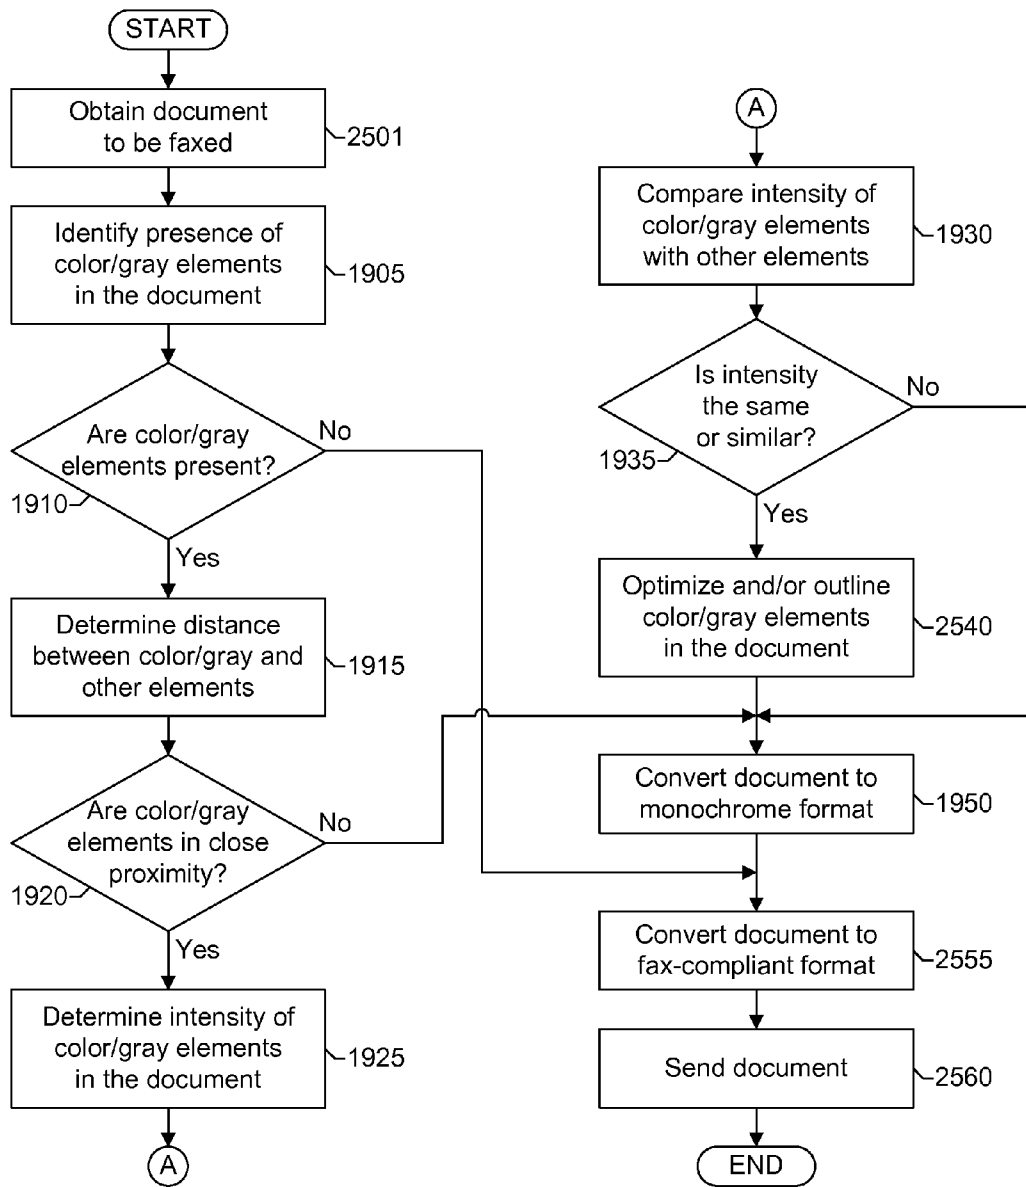 START
Obtain document
to be faxed
2501
Identify presence of
color/gray elements
in the document
1905
Are color/gray
elements present?
No
1910
Yes
Determine distance
between color/gray and
other elements
1915
Are color/gray
elements in close
proximity?
No
1920
Yes
Determine intensity of
color/gray elements
in the document
1925
A
A
Compare intensity of
color/gray elements
with other elements
1930
Is intensity
the same
or similar?
No
1935
Yes
Optimize and/or outline
color/gray elements
in the document
2540
Convert document to
monochrome format
1950
Convert document to
fax-compliant format
2555
Send document
2560
END